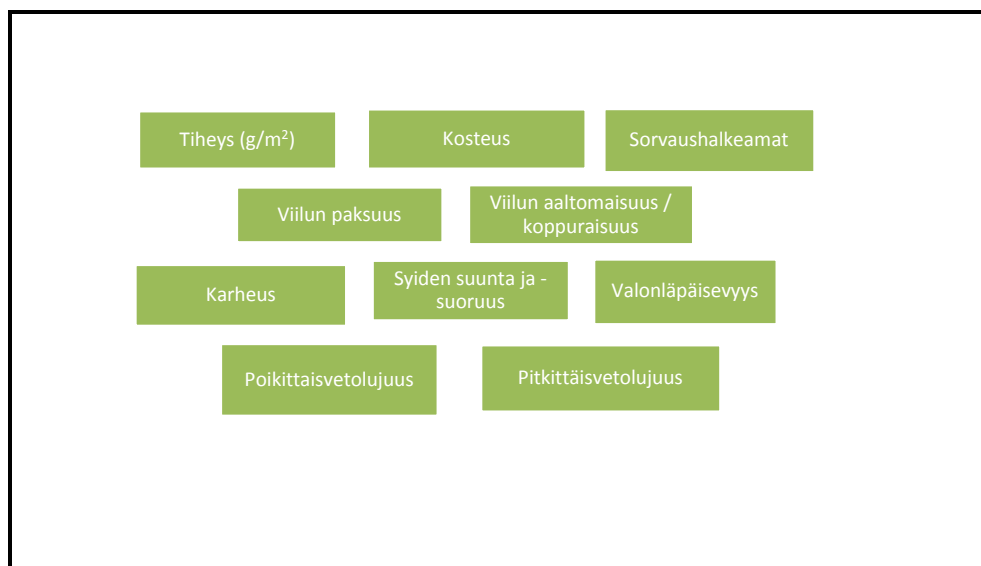 Tiheys (g/m²)
Kosteus
Sorvaushalkeamat
Viilun paksuus
Viilun aaltomaisuus /
koppuraisuus
Karheus
Syiden suunta ja -
suoruus
Valonläpäisevyys
Poikittaisvetolujuus
Pitkittäisvetolujuus